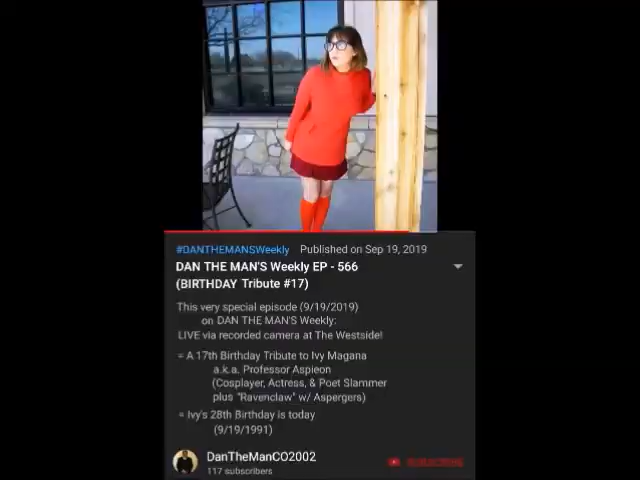 #DANTHEMANSWeekly Published on Sep 19, 2019
DAN THE MAN'S Weekly EP - 566
(BIRTHDAY Tribute #17)
This very special episode (9/19/2019)
on DAN THE MAN'S Weekly:
LIVE via recorded camera at The Westside!
= A 17th Birthday Tribute to Ivy Magana
a.k.a. Professor Aspieon
(Cosplayer, Actress, & Poet Slammer
plus "Ravenclaw" w/ Aspergers)
= Ivy's 28th Birthday is today
(9/19/1991)
DanTheManCO2002
117 subscribers
SUBSCRIBE